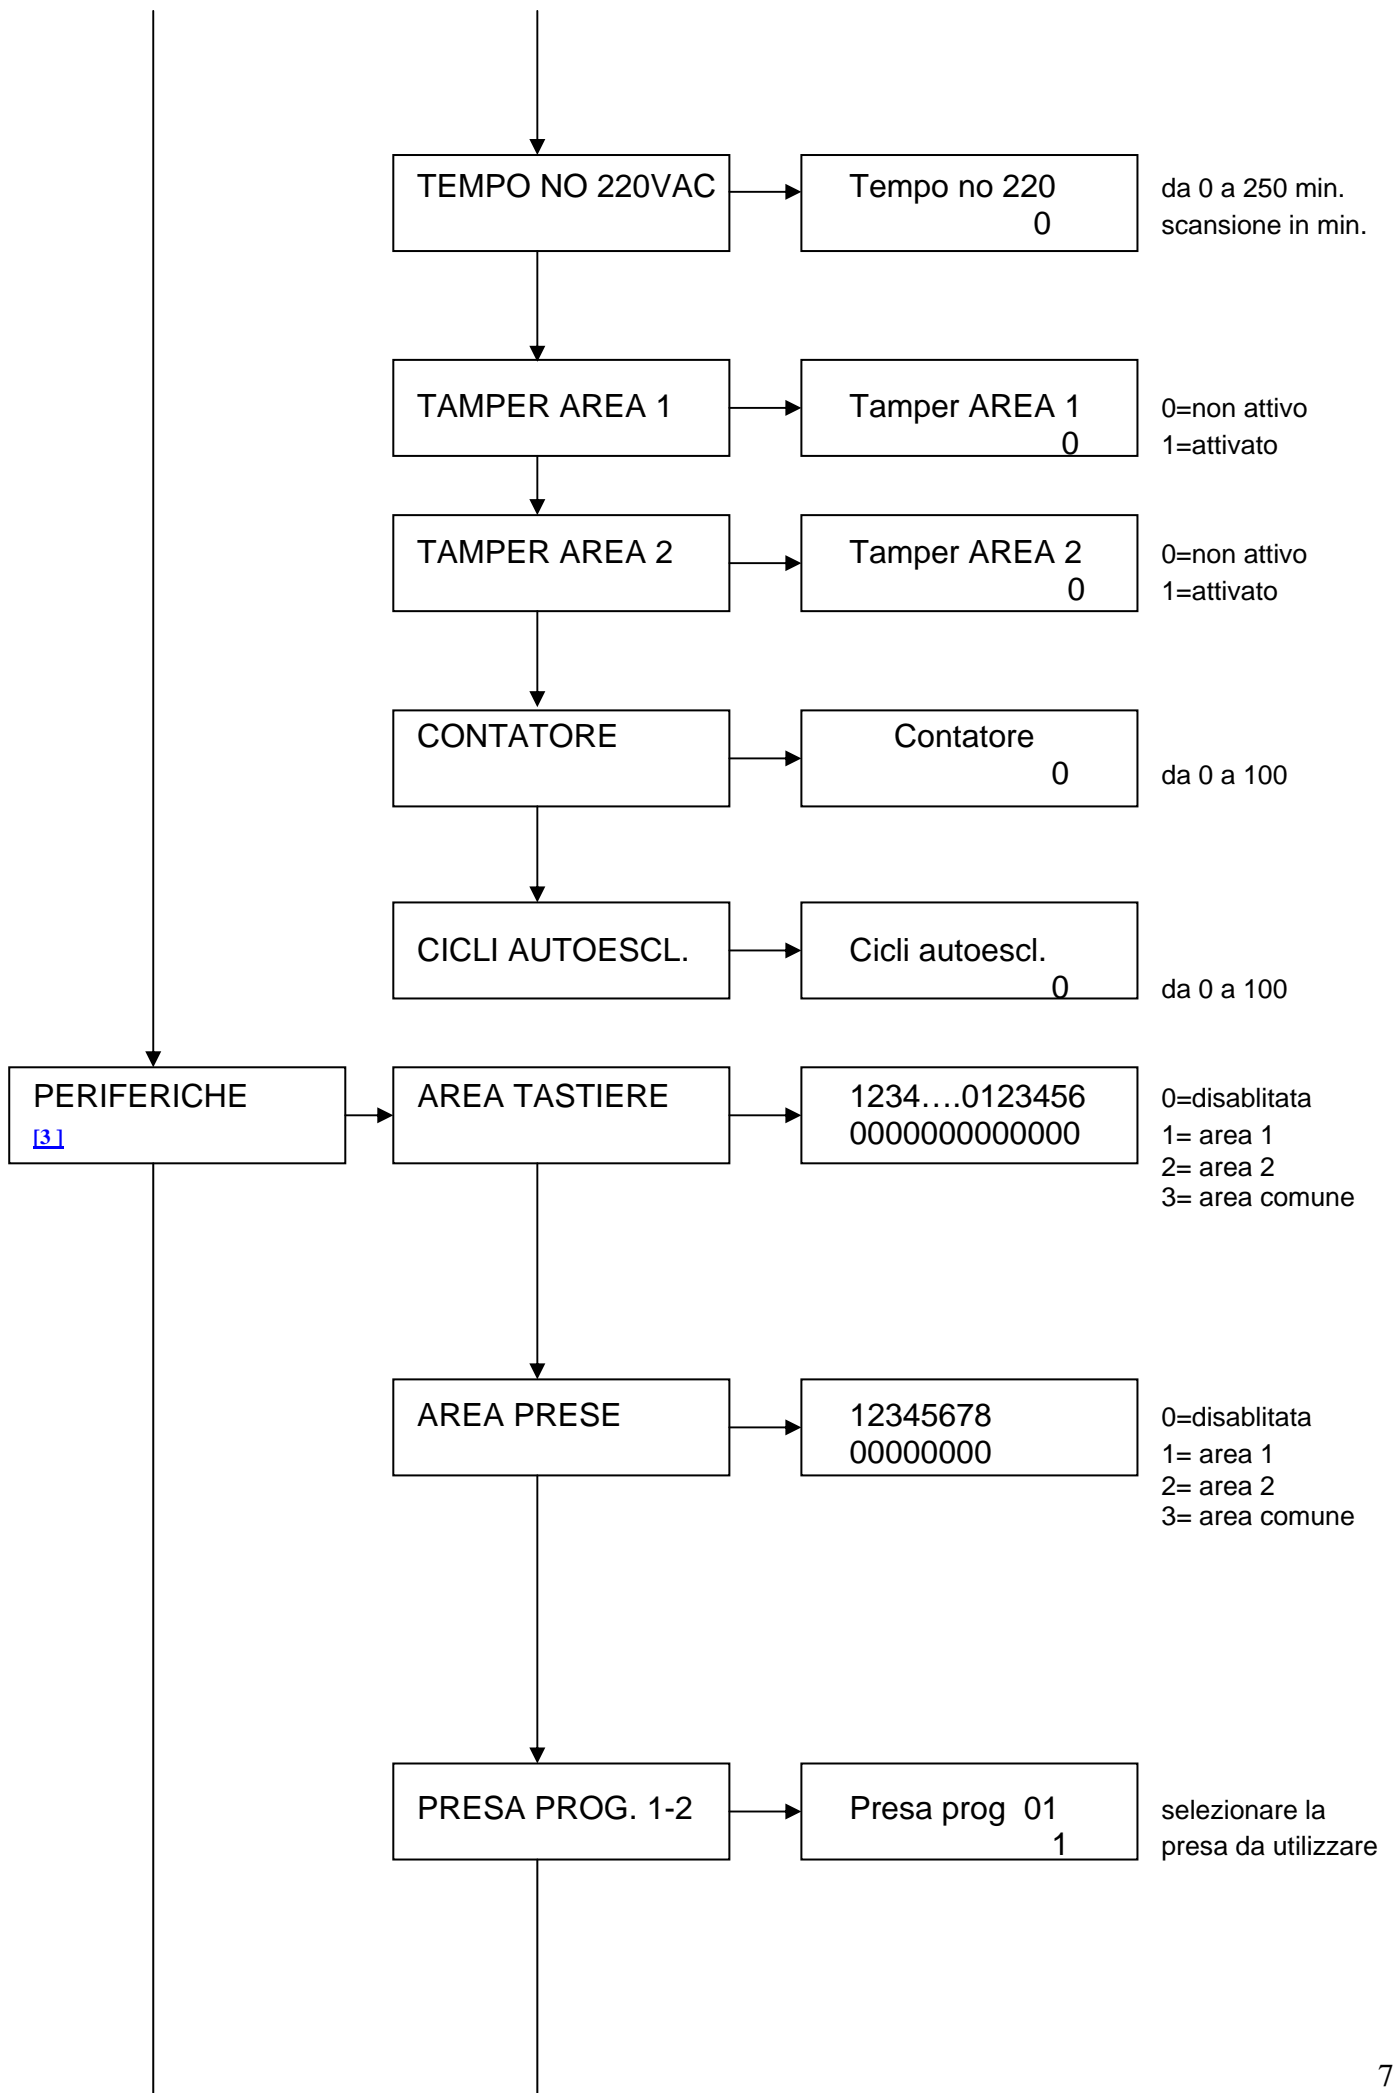 TEMPO NO 220VAC
Tempo no 220
0
da 0 a 250 min.
scansione in min.
TAMPER AREA 1
Tamper AREA 1
0
0=non attivo
1=attivato
TAMPER AREA 2
Tamper AREA 2
0
0=non attivo
1=attivato
CONTATORE
Contatore
0
da 0 a 100
CICLI AUTOESCL.
Cicli autoescl.
0
da 0 a 100
PERIFERICHE
[3 ]
AREA TASTIERE
1234….0123456
0000000000000
0=disablitata
1= area 1
2= area 2
3= area comune
AREA PRESE
12345678
00000000
0=disablitata
1= area 1
2= area 2
3= area comune
PRESA PROG. 1-2
Presa prog 01
1
selezionare la
presa da utilizzare
7